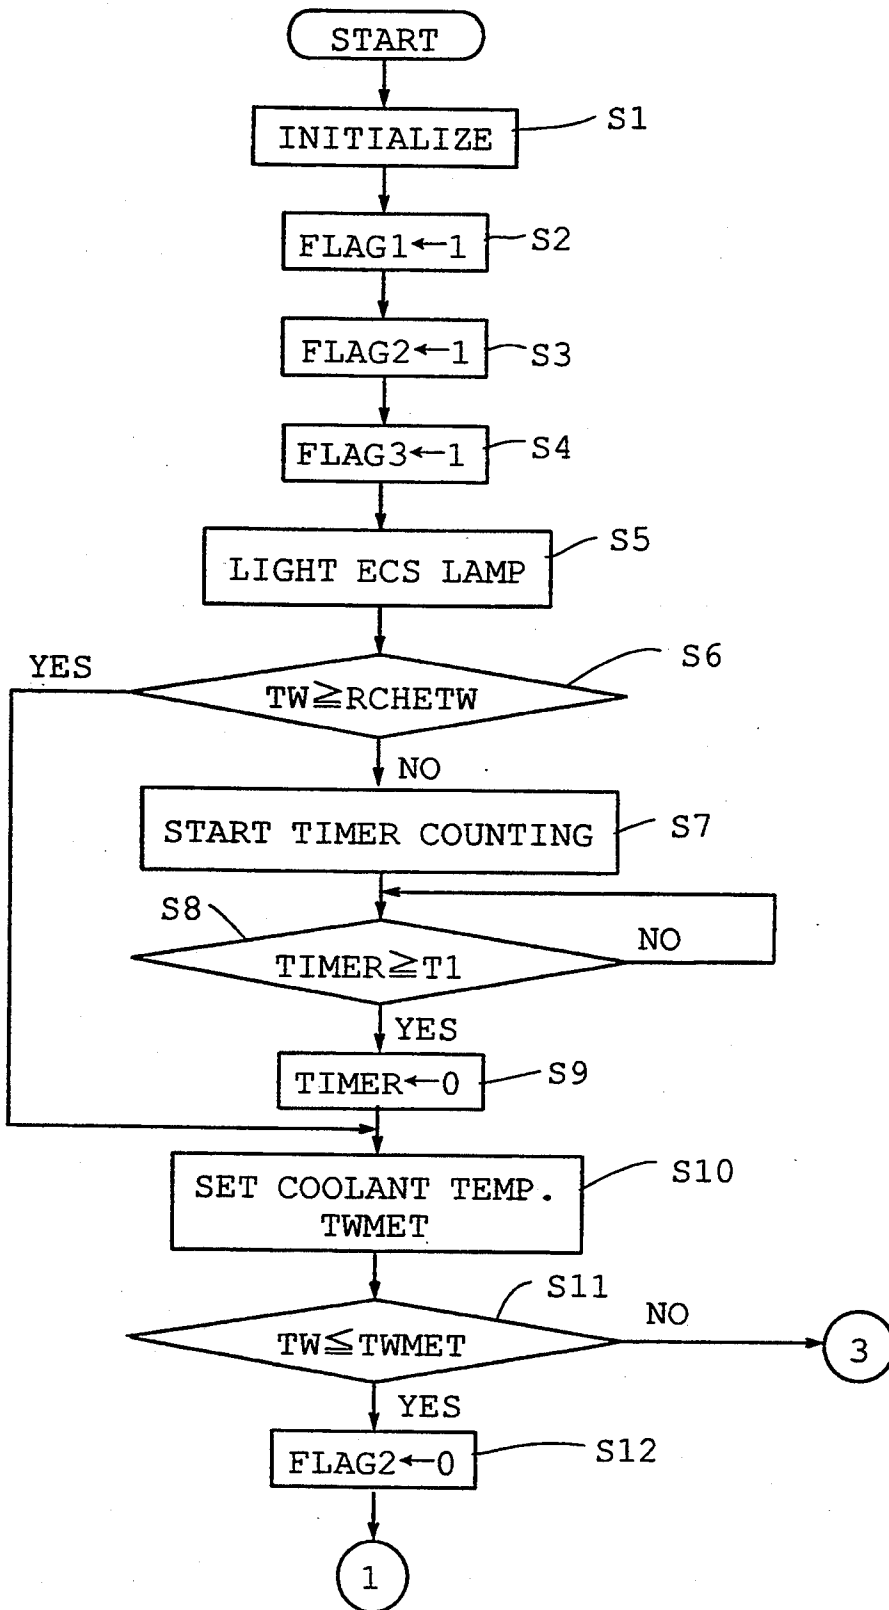 START
INITIALIZE
S1
FLAG1←1
S2
FLAG2←1
S3
FLAG3←1
S4
LIGHT ECS LAMP
S5
YES
TW≧RCHETW
S6
NO
START TIMER COUNTING
S7
S8
TIMER≧T1
NO
YES
TIMER←0
S9
SET COOLANT TEMP.
TWMET
S10
S11
TW≦TWMET
NO
3
YES
FLAG2←0
S12
1